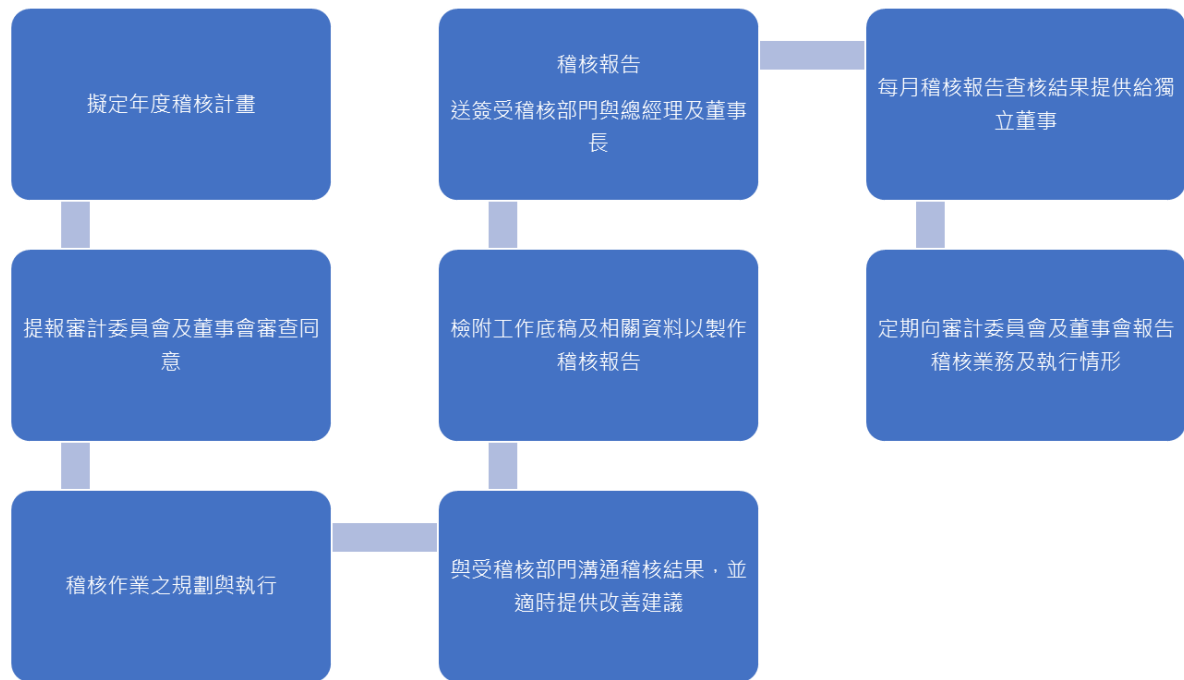 擬定年度稽核計畫
提報審計委員會及董事會審查同
意
稽核作業之規劃與執行
與受稽核部門溝通稽核結果，並
適時提供改善建議
檢附工作底稿及相關資料以製作
稽核報告
稽核報告
送簽受稽核部門與總經理及董事
長
每月稽核報告查核結果提供給獨
立董事
定期向審計委員會及董事會報告
稽核業務及執行情形